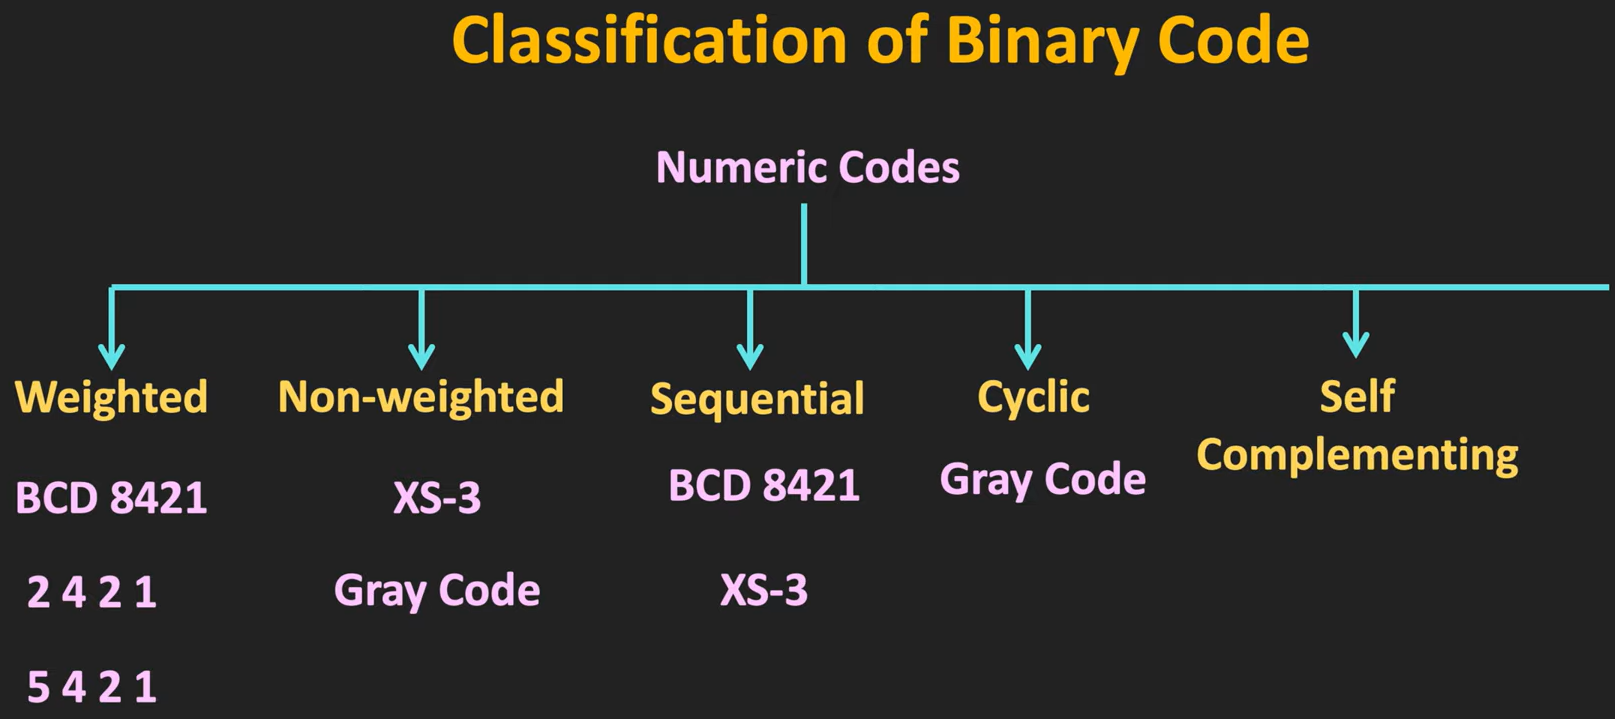 Classification of Binary Code
Numeric Codes
Weighted
BCD 8421
2 4 2 1
5 4 2 1
Non-weighted
XS-3
Gray Code
Sequential
BCD 8421
XS-3
Cyclic
Gray Code
Self
Complementing